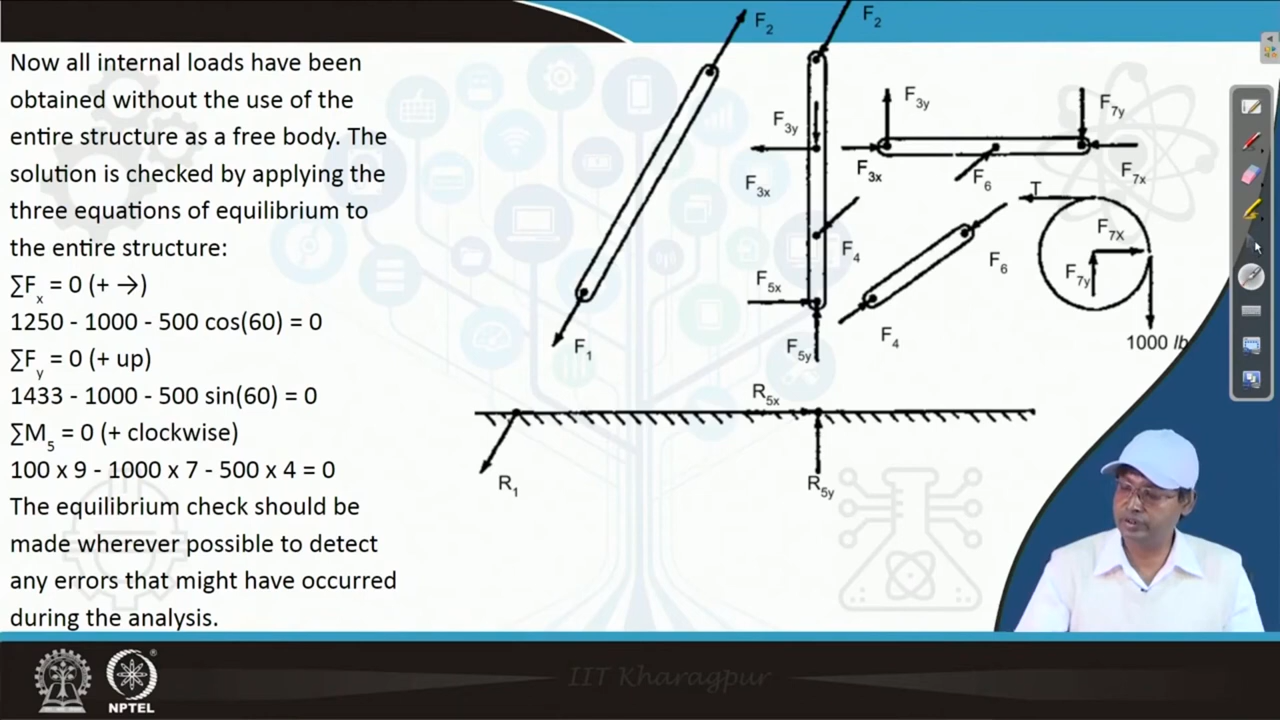 Now all internal loads have been
obtained without the use of the
entire structure as a free body. The
solution is checked by applying the
three equations of equilibrium to
the entire structure:
∑Fx = 0 (+ →)
1250 - 1000 - 500 cos(60) = 0
∑Fy = 0 (+ up)
1433 - 1000 - 500 sin(60) = 0
∑M5 = 0 (+ clockwise)
100 x 9 - 1000 x 7 - 500 x 4 = 0
The equilibrium check should be
made wherever possible to detect
any errors that might have occurred
during the analysis.
F2
F1
F2
F3y
F3x
F4
F5x
F5y
F3y
F7y
F3x
F6
F7x
F6
F4
T
F7X
F7y
1000 lb
R5x
R1
R5y
NPTEL
®
IIT Kharagpur